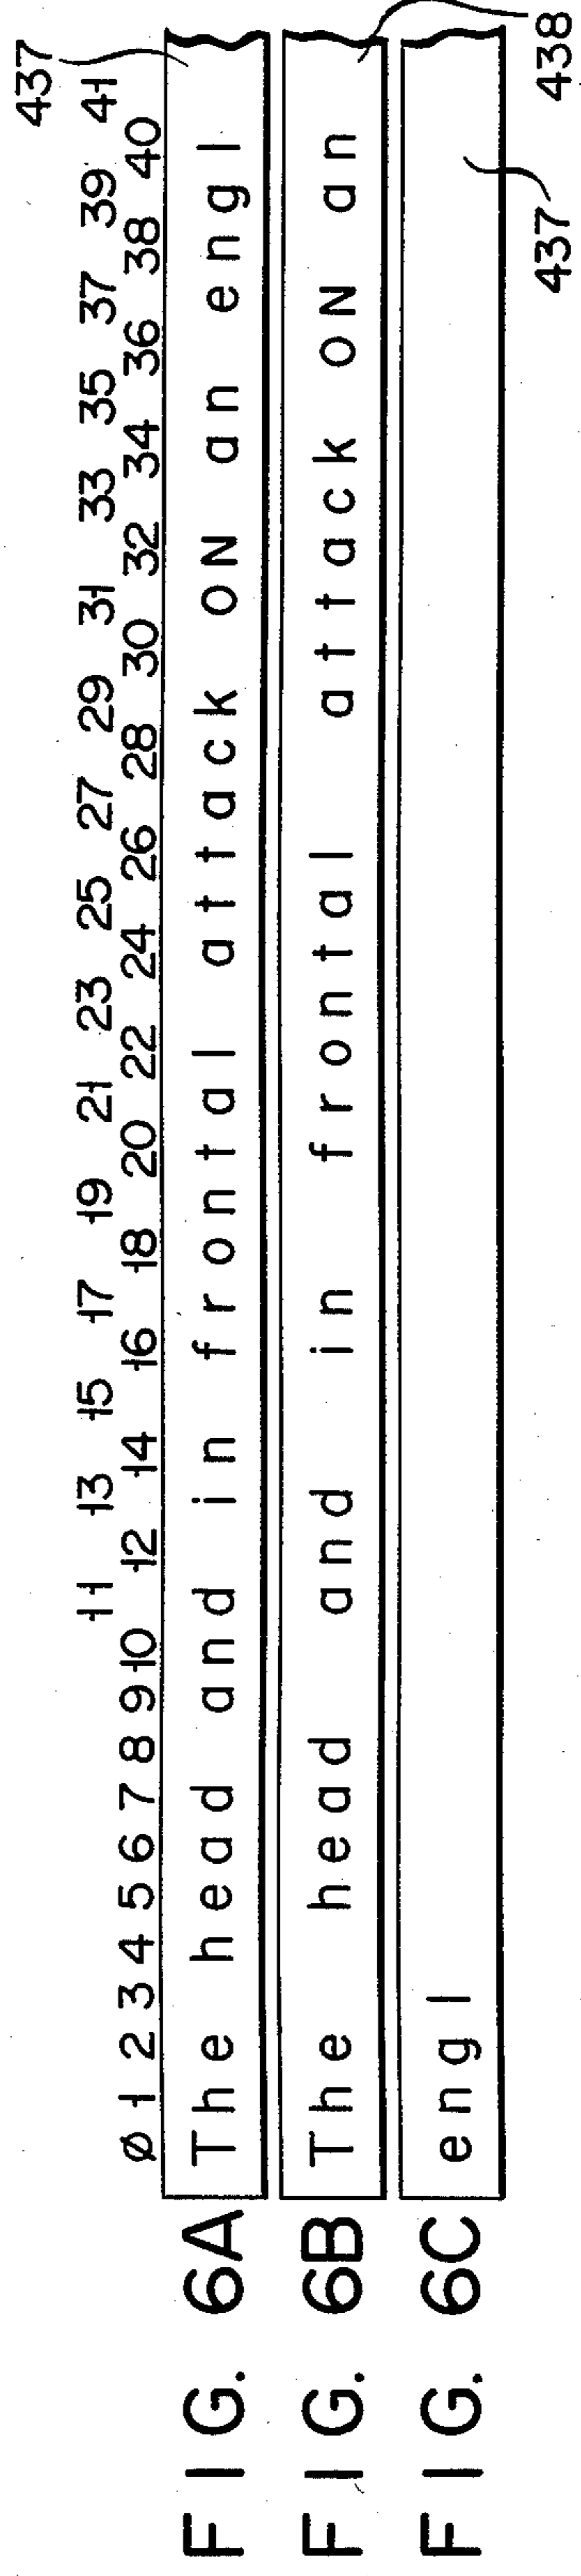 437
11 13 15 17 19 21 23 25 27 29 31 33 35 37 39 41
Ø 1 2 3 4 5 6 7 8 9 10 12 14 16 18 20 22 24 26 28 30 32 34 36 38 40
FIG. 6A The head and in frontal attack ON an engl
FIG. 6B The head and in frontal attack ON an
FIG. 6C engl
437 438